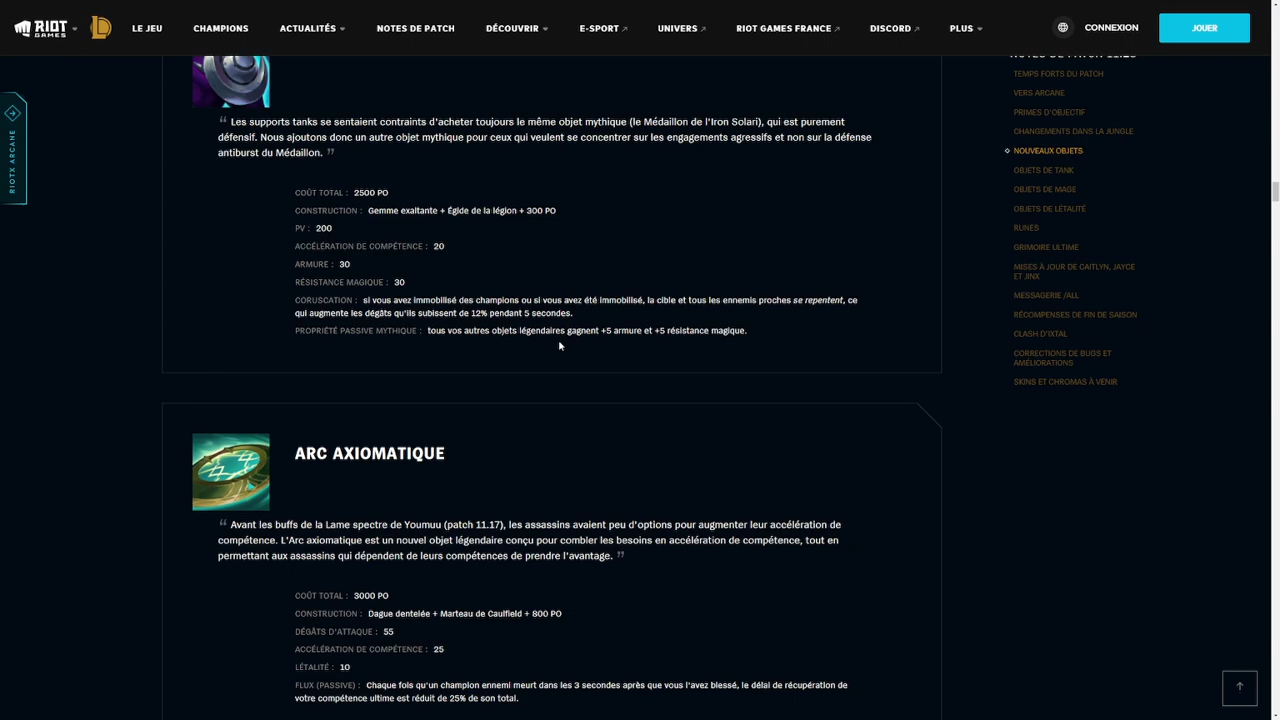 RIOT GAMES
LE JEU
CHAMPIONS
ACTUALITÉS
NOTES DE PATCH
DÉCOUVRIR
E-SPORT
UNIVERS
RIOT GAMES FRANCE
DISCORD
PLUS
CONNEXION
JOUER
RIOTX ARCANE
“ Les supports tanks se sentent contraints d'acheter toujours le même objet mythique (le Médaillon de l'Iron Solari), qui est purement
défensif. Nous ajoutons donc un autre objet mythique pour ceux qui veulent se concentrer sur les engagements agressifs et non sur la défense
antiburst du Médaillon. ”
COÛT TOTAL : 2500 PO
CONSTRUCTION : Gemme exaltante + Égide de la légion + 300 PO
PV : 200
ACCÉLÉRATION DE COMPÉTENCE : 20
ARMURE : 30
RÉSISTANCE MAGIQUE : 30
CORUSCATION : si vous avez immobilisé des champions ou si vous avez été immobilisé, la cible et tous les ennemis proches se repentent, ce
qui augmente les dégâts qu'ils subissent de 12% pendant 5 secondes.
PROPRIÉTÉ PASSIVE MYTHIQUE : tous vos autres objets légendaires gagnent +5 armure et +5 résistance magique.
ARC AXIOMATIQUE
“ Avant les buffs de la Lame spectre de Youmuu (patch 11.17), les assassins avaient peu d'options pour augmenter leur accélération de
compétence. L'Arc axiomatique est un nouvel objet légendaire conçu pour combler les besoins en accélération de compétence, tout en
permettant aux assassins qui dépendent de leurs compétences de prendre l'avantage. ”
COÛT TOTAL : 3000 PO
CONSTRUCTION : Dague dentelée + Marteau de Caulfield + 800 PO
DÉGÂTS D'ATTAQUE : 55
ACCÉLÉRATION DE COMPÉTENCE : 25
LÉTALITÉ : 10
FLUX (PASSIVE) : Chaque fois qu'un champion ennemi meurt dans les 3 secondes après que vous l'avez blessé, le délai de récupération de
votre compétence ultime est réduit de 25% de son total.
TEMPS FORTS DU PATCH
VERS ARCANE
PRIMES D'OBJECTIF
CHANGEMENTS DANS LA JUNGLE
NOUVEAUX OBJETS
OBJETS DE TANK
OBJETS DE MAGE
OBJETS DE LÉTALITÉ
RUNES
GRIMOIRE ULTIME
MISES À JOUR DE CAITLYN, JAYCE
ET JINX
MESSAGERIE /ALL
RÉCOMPENSES DE FIN DE SAISON
CLASH D'IXTAL
CORRECTIONS DE BUGS ET
AMÉLIORATIONS
SKINS ET CHROMAS À VENIR